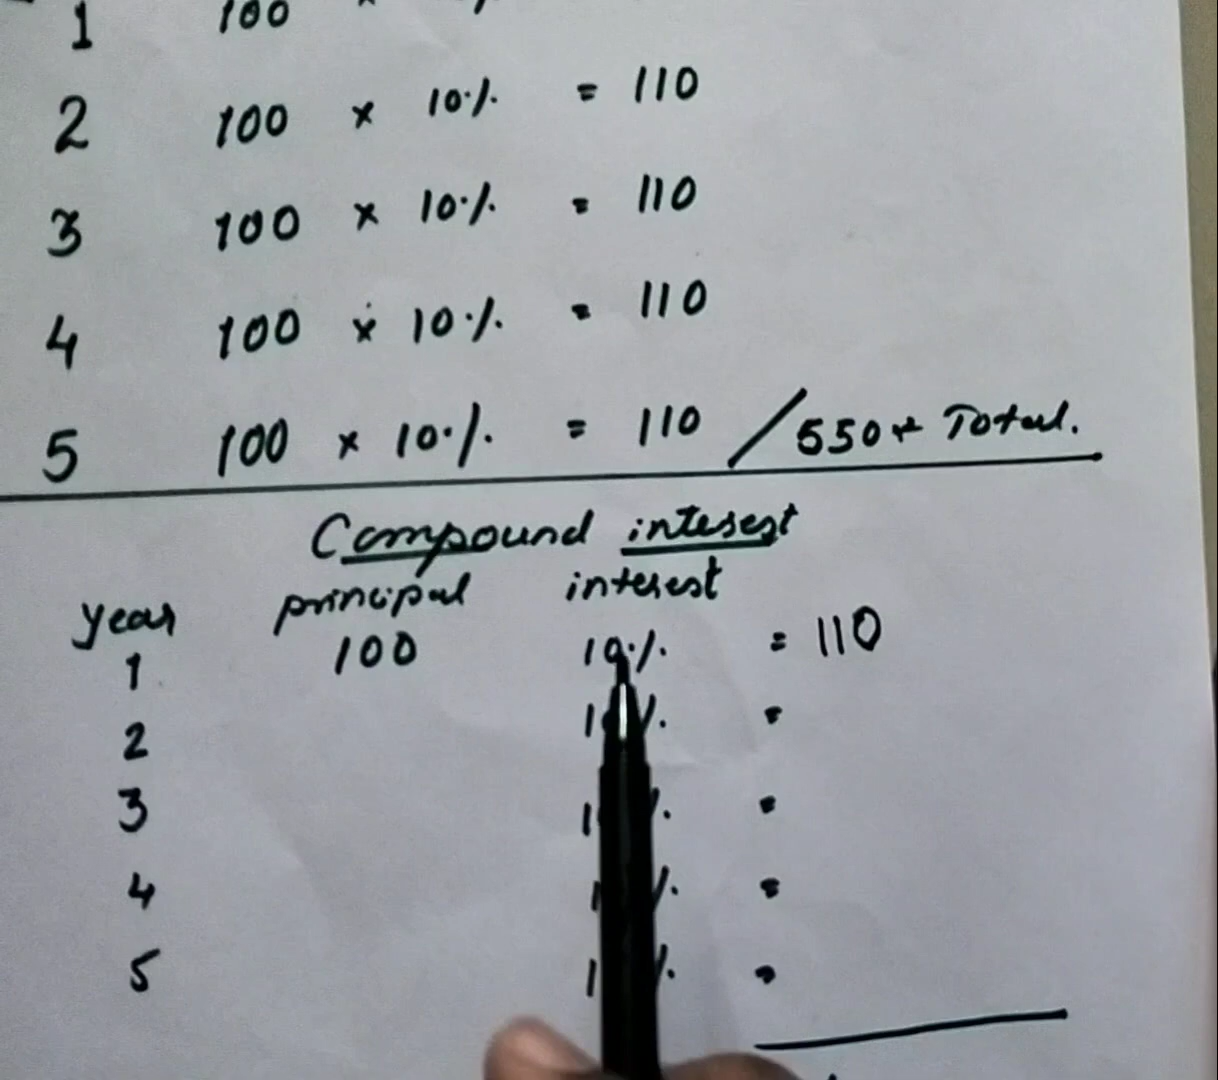 1 100
2 100 × 10% = 110
3 100 × 10% = 110
4 100 × 10% = 110
5 100 × 10% = 110 / 550 + Total.
Compound interest
year principal interest
1 100 10% = 110
2 =
3 =
4 =
5 =